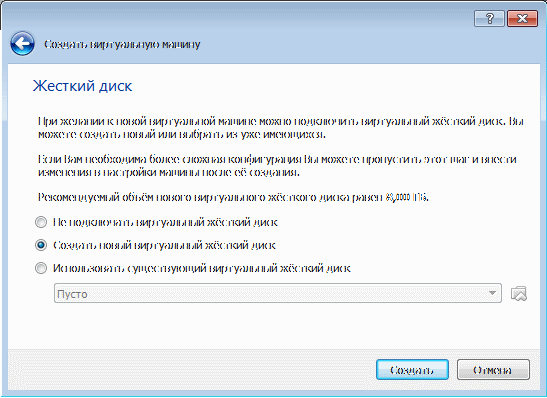 Создать виртуальную машину
Жесткий диск
При желании к новой виртуальной машине можно подключить виртуальный жёсткий диск. Вы
можете создать новый или выбрать из уже имеющихся.
Если Вам необходима более сложная конфигурация Вы можете пропустить этот шаг и внести
изменения в настройки машины после её создания.
Рекомендуемый объём нового виртуального жёсткого диска равен
Не подключать виртуальный жёсткий диск
Создать новый виртуальный жёсткий диск
Использовать существующий виртуальный жёсткий диск
Пусто
Создать
Отмена